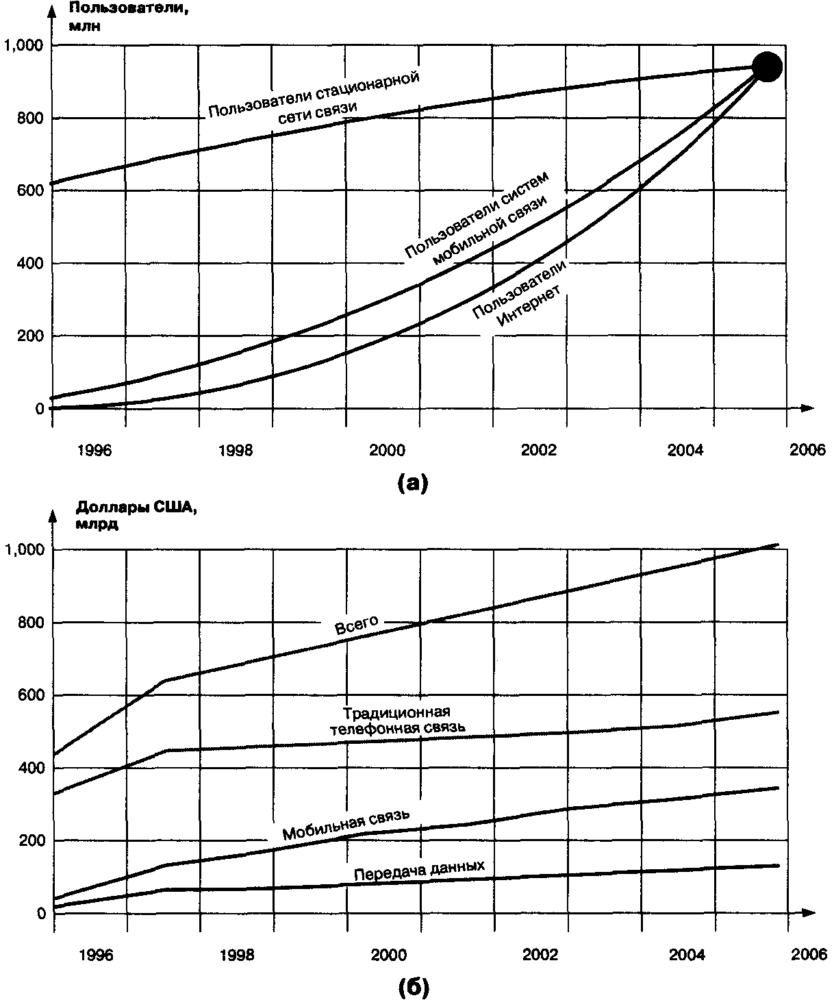 Пользователи,
млн
1,000
Пользователи стационарной
сети связи
800
600
Пользователи систем
мобильной связи
400
Пользователи
Интернет
200
0
1996 1998 2000 2002 2004 2006
(а)
Доллары США,
млрд
1,000
800
Всего
600
Традиционная
телефонная связь
400
Мобильная связь
200
Передача данных
0
1996 1998 2000 2002 2004 2006
(б)